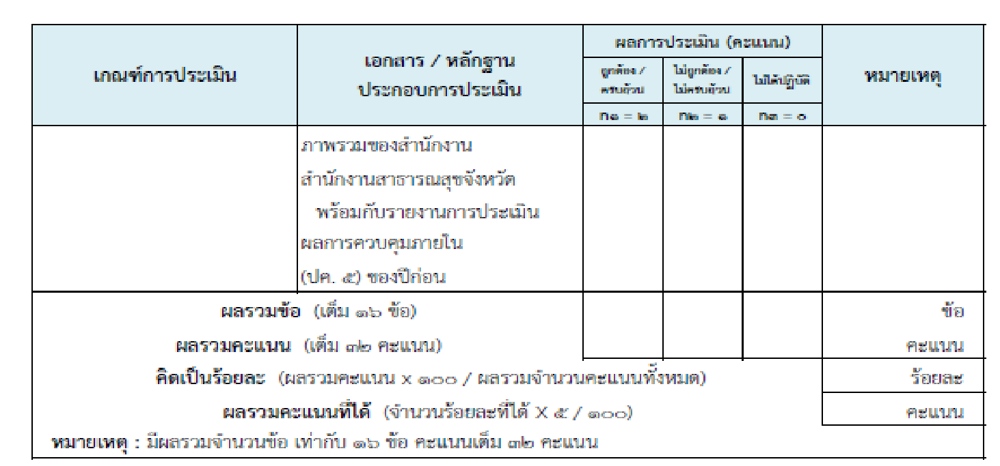 เกณฑ์การประเมิน
เอกสาร / หลักฐาน
ประกอบการประเมิน
ผลการประเมิน (คะแนน)
ถูกต้อง /
ครบถ้วน
ไม่ถูกต้อง /
ไม่ครบถ้วน
ไม่ได้ปฏิบัติ
หมายเหตุ
ก๑ = ๒
ก๒ = ๑
ก๓ = ๐
ภาพรวมของสำนักงาน
สำนักงานสาธารณสุขจังหวัด
พร้อมกับรายงานการประเมิน
ผลการควบคุมภายใน
(ปค. ๕) ของปีก่อน
ผลรวมข้อ (เต็ม ๑๖ ข้อ) ข้อ
ผลรวมคะแนน (เต็ม ๓๒ คะแนน) คะแนน
คิดเป็นร้อยละ (ผลรวมคะแนน x ๑๐๐ / ผลรวมจำนวนคะแนนทั้งหมด) ร้อยละ
ผลรวมคะแนนที่ได้ (จำนวนร้อยละที่ได้ X ๕ / ๑๐๐) คะแนน
หมายเหตุ : มีผลรวมจำนวนข้อ เท่ากับ ๑๖ ข้อ คะแนนเต็ม ๓๒ คะแนน